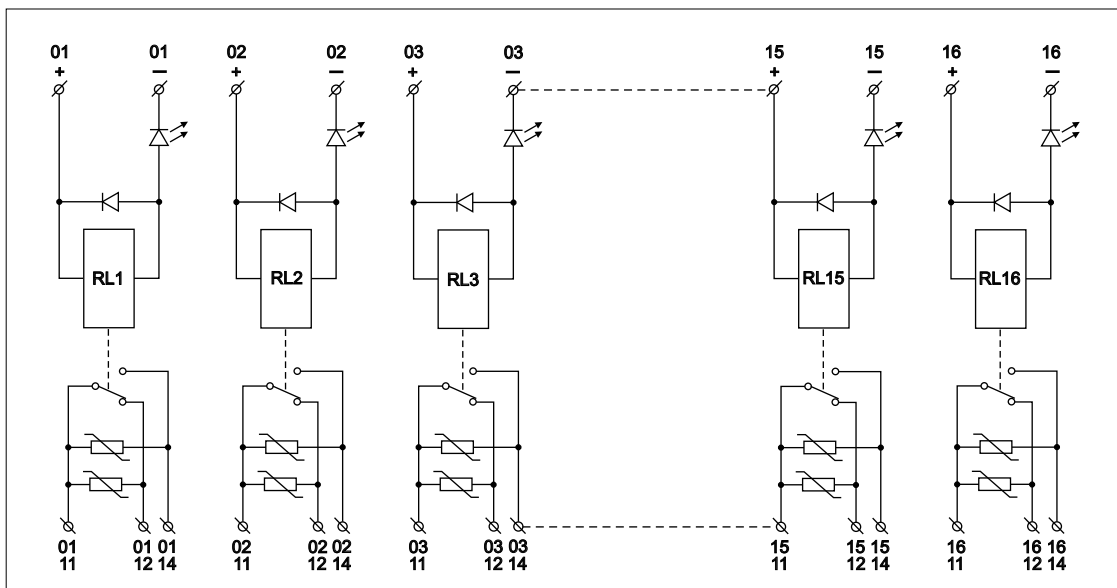 01 01 02 02 03 03 15 15 16 16
+ – + – + – + – + –
RL1 RL2 RL3 RL15 RL16
01 01 01 02 02 02 03 03 03 15 15 15 16 16 16
11 12 14 11 12 14 11 12 14 11 12 14 11 12 14